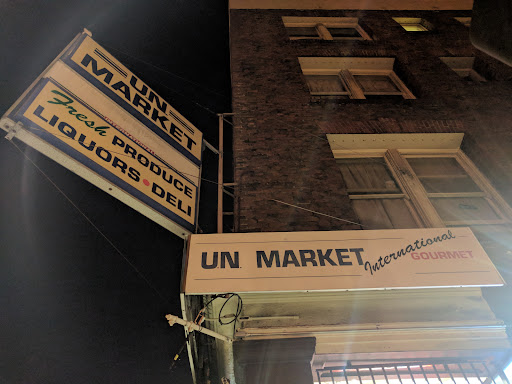 UN
MARKET
Fresh PRODUCE
LIQUORS • DELI
UN. MARKET International GOURMET